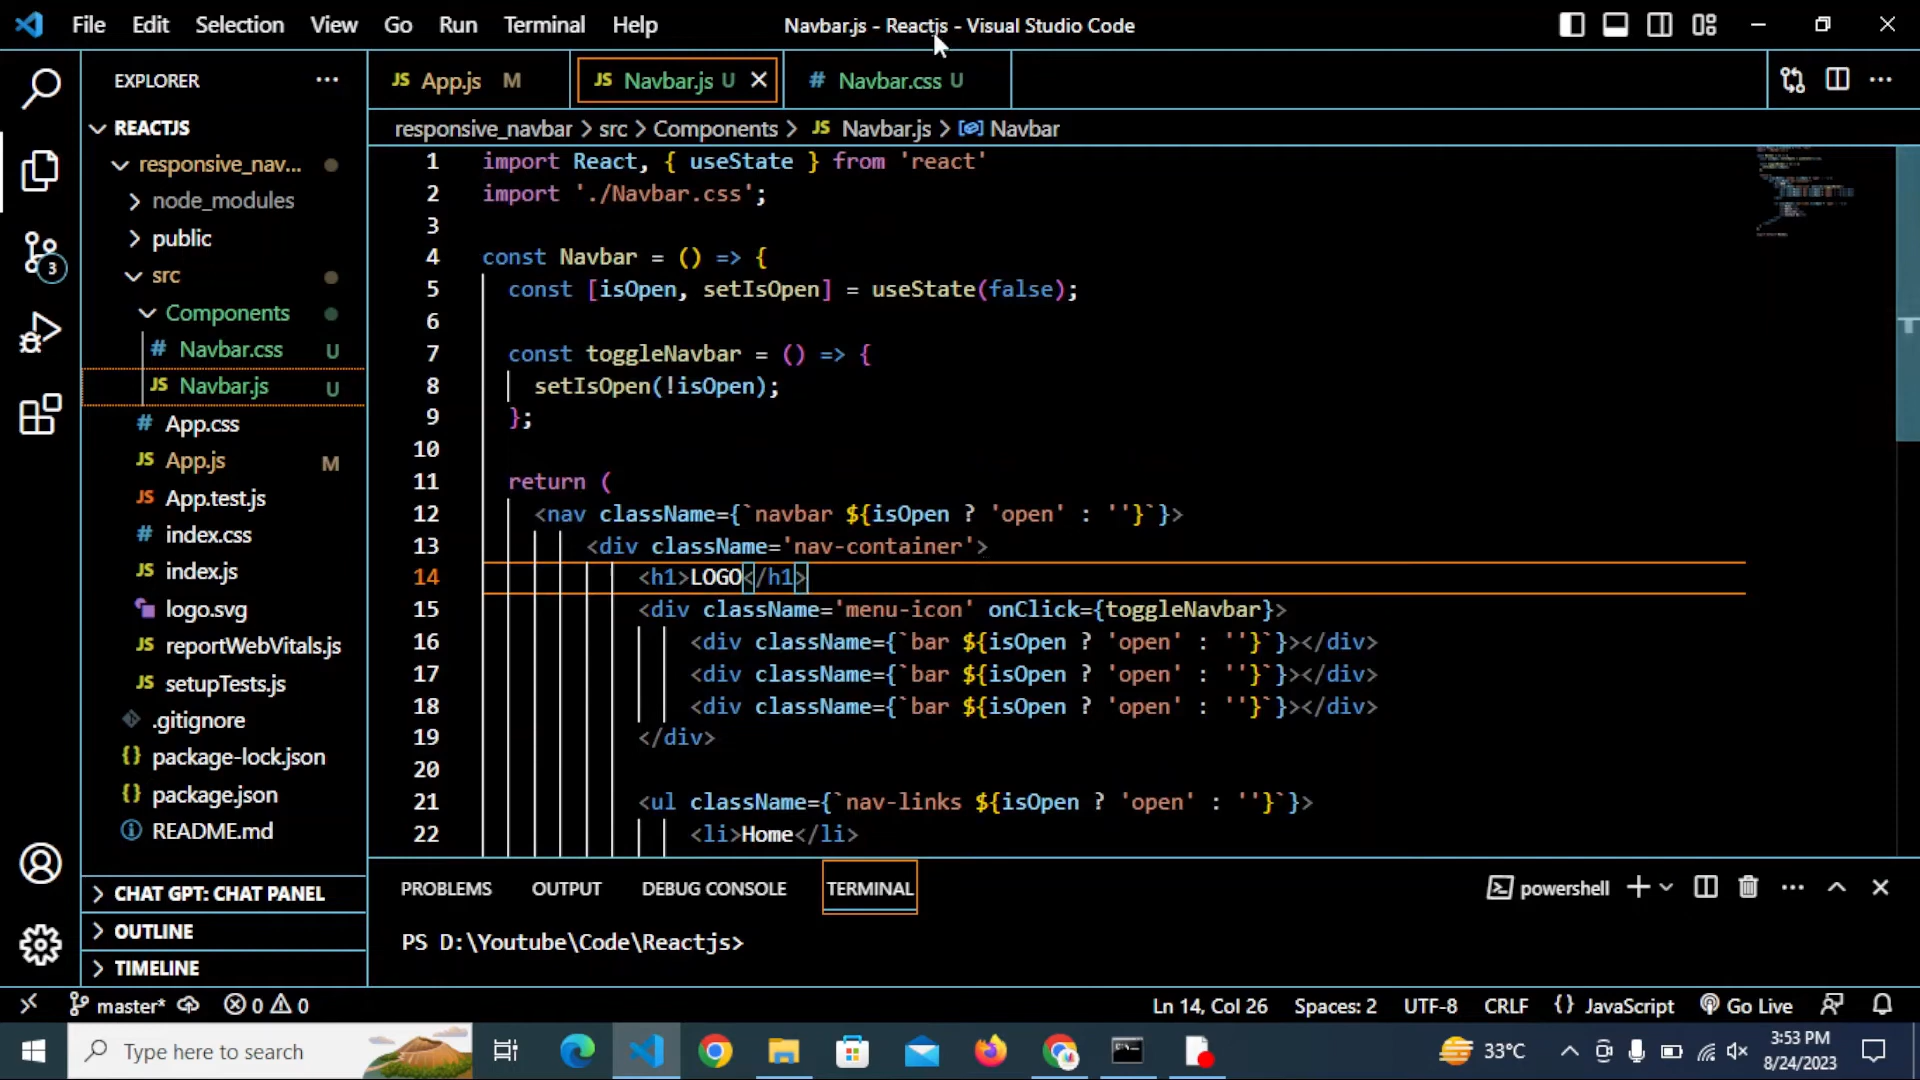 File Edit Selection View Go Run Terminal Help Navbar.js - Reactjs - Visual Studio Code
EXPLORER ···
JS App.js M JS Navbar.js U # Navbar.css U
REACTJS
responsive_navbar > src > Components > JS Navbar.js > Navbar
responsive_nav...
node_modules
public
src
Components
# Navbar.css U
JS Navbar.js U
# App.css
JS App.js M
JS App.test.js
# index.css
JS index.js
logo.svg
JS reportWebVitals.js
JS setupTests.js
.gitignore
{} package-lock.json
{} package.json
README.md
CHAT GPT: CHAT PANEL
OUTLINE
TIMELINE
3
1 import React, { useState } from 'react'
2 import './Navbar.css';
3
4 const Navbar = () => {
5 const [isOpen, setIsOpen] = useState(false);
6
7 const toggleNavbar = () => {
8 setIsOpen(!isOpen);
9 };
10
11 return (
12 <nav className={`navbar ${isOpen ? 'open' : ''}`}>
13 <div className='nav-container'>
14 <h1>LOGO</h1>
15 <div className='menu-icon' onClick={toggleNavbar}>
16 <div className={`bar ${isOpen ? 'open' : ''}`}></div>
17 <div className={`bar ${isOpen ? 'open' : ''}`}></div>
18 <div className={`bar ${isOpen ? 'open' : ''}`}></div>
19 </div>
20
21 <ul className={`nav-links ${isOpen ? 'open' : ''}`}>
22 <li>Home</li>
PROBLEMS OUTPUT DEBUG CONSOLE TERMINAL powershell
PS D:\Youtube\Code\Reactjs>
master* 0 0 Ln 14, Col 26 Spaces: 2 UTF-8 CRLF {} JavaScript Go Live
Type here to search 33°C 3:53 PM
8/24/2023